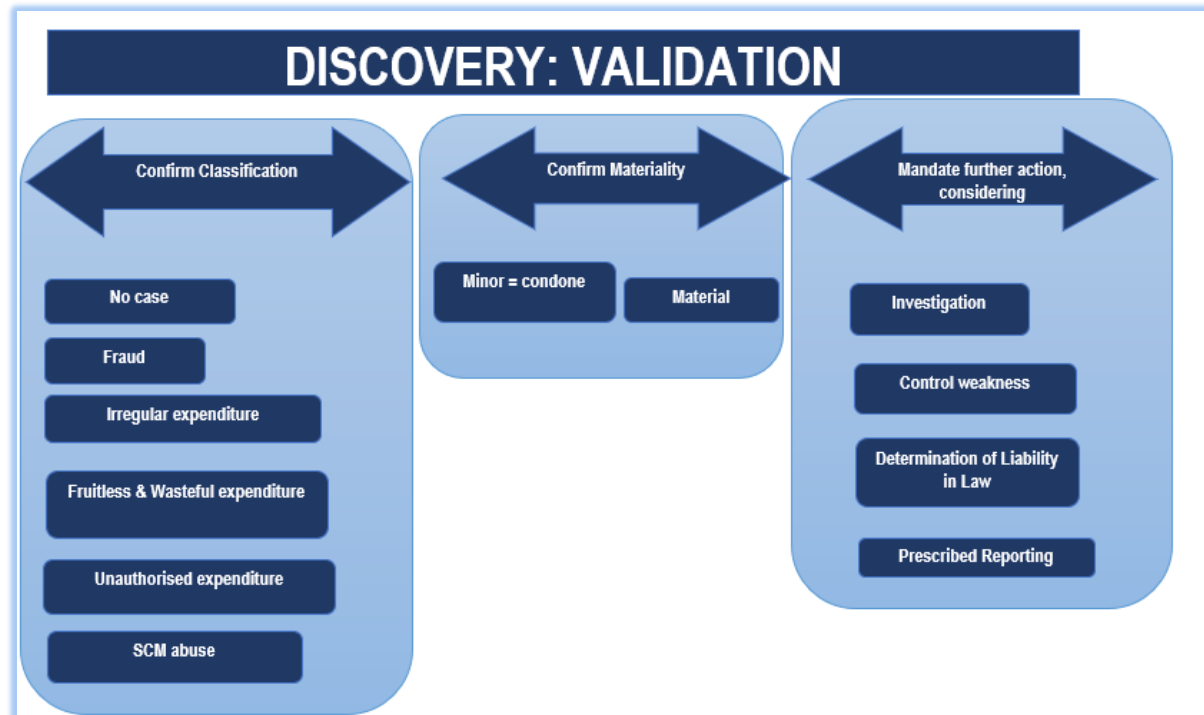 DISCOVERY: VALIDATION
Confirm Classification
No case
Fraud
Irregular expenditure
Fruitless & Wasteful expenditure
Unauthorised expenditure
SCM abuse
Confirm Materiality
Minor = condone
Material
Mandate further action,
considering
Investigation
Control weakness
Determination of Liability
in Law
Prescribed Reporting